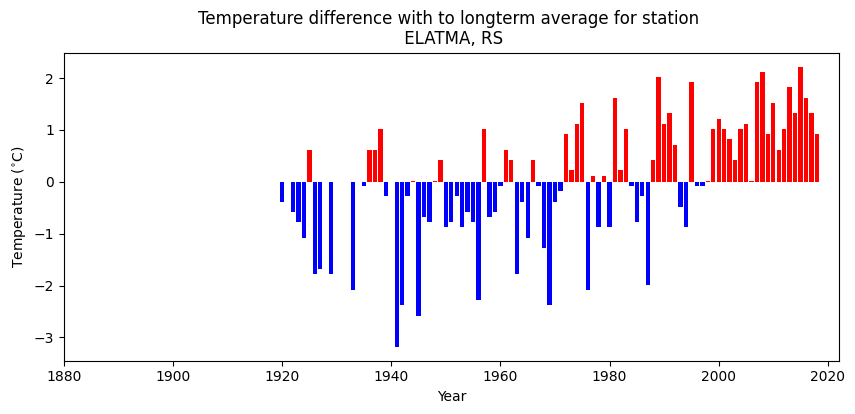 Temperature difference with to longterm average for station
ELATMA, RS
Temperature (°C)
2
1
0
−1
−2
−3
1880 1900 1920 1940 1960 1980 2000 2020
Year